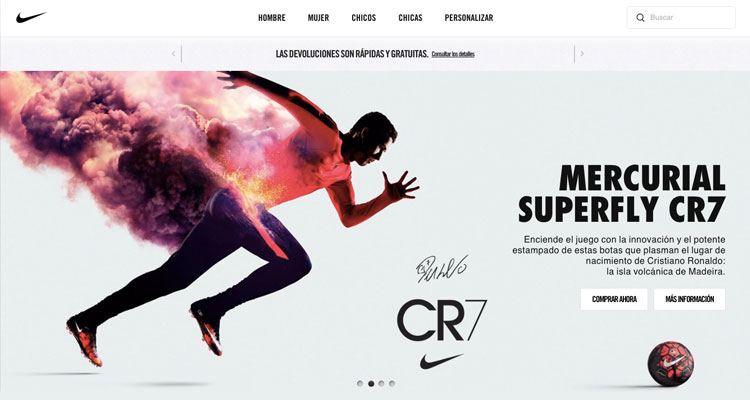 HOMBRE MUJER CHICOS CHICAS PERSONALIZAR
Buscar
LAS DEVOLUCIONES SON RÁPIDAS Y GRATUITAS. Consultar los detalles
MERCURIAL
SUPERFLY CR7
Enciende el juego con la innovación y el potente
estampado de estas botas que plasman el lugar de
nacimiento de Cristiano Ronaldo:
la isla volcánica de Madeira.
COMPRAR AHORA MÁS INFORMACIÓN
CR7